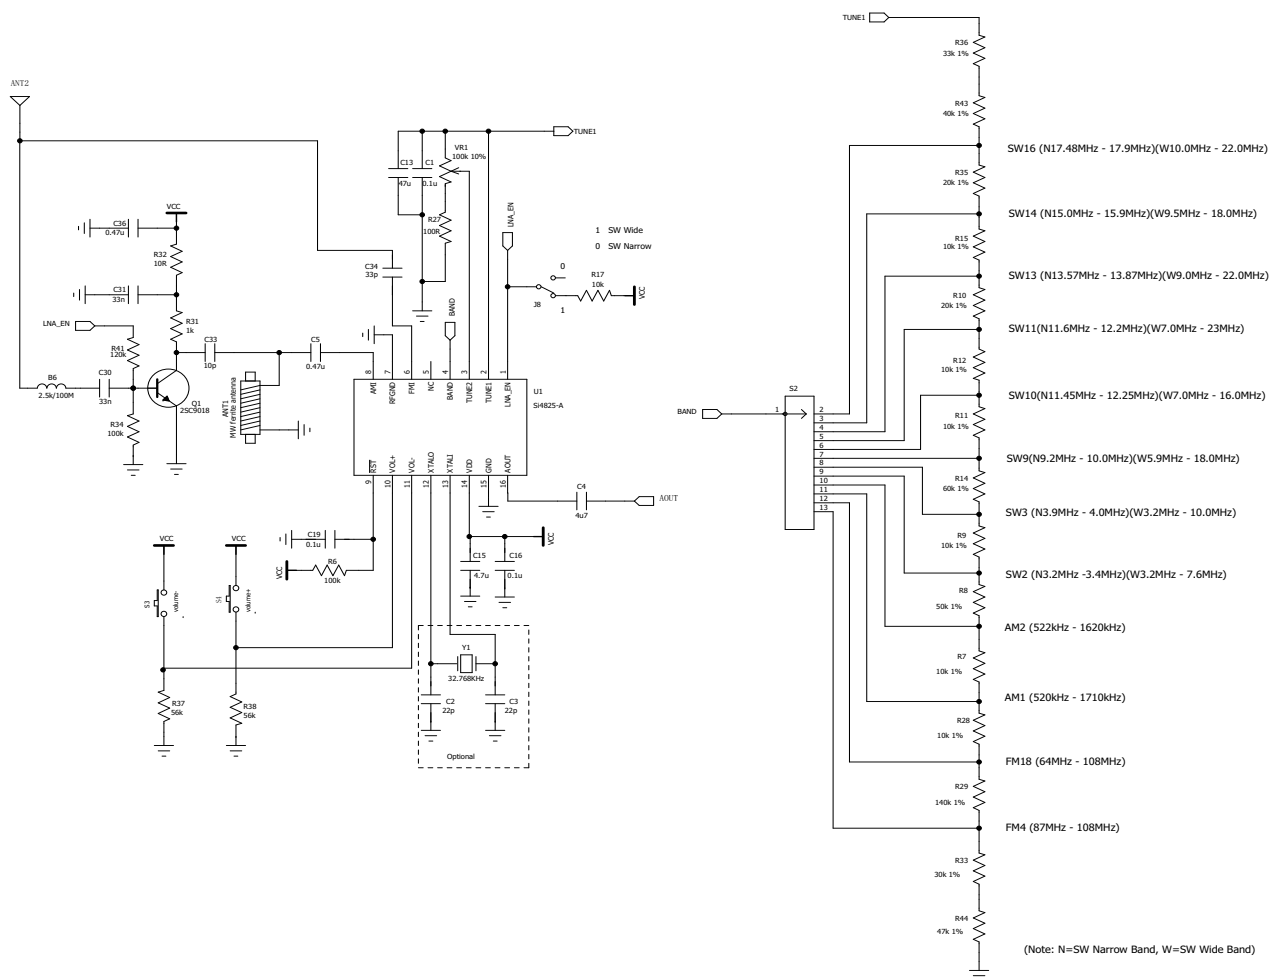 ANT2
VCC
C36
0.47u
R32
10R
C31
33n
LNA_EN
R41
120k
R31
1k
C33
10p
C5
0.47u
B6
2.5k/100M
C30
33n
Q1
2SC9018
R34
100k
ANT1
MW ferrite antenna
C13
47u
C1
0.1u
VR1
100k 10%
R27
100R
TUNE1
C34
33p
BAND
LNA_EN
1 SW Wide
0 SW Narrow
0
1
J8
R17
10k
VCC
8
7
6
5
4
3
2
1
AMI
RFGND
FMI
NC
BAND
TUNE2
TUNE1
LNA_EN
U1
Si4825-A
RST
VOL+
VOL-
XTALO
XTALI
VDD
GND
AOUT
9
10
11
12
13
14
15
16
C4
4u7
AOUT
C19
0.1u
VCC
R6
100k
C15
4.7u
C16
0.1u
VCC
VCC
S3
volume-
VCC
S4
volume+
R37
56k
R38
56k
Y1
32.768KHz
C2
22p
C3
22p
Optional
TUNE1
R36
33k 1%
R43
40k 1%
SW16 (N17.48MHz - 17.9MHz)(W10.0MHz - 22.0MHz)
R35
20k 1%
SW14 (N15.0MHz - 15.9MHz)(W9.5MHz - 18.0MHz)
R15
10k 1%
SW13 (N13.57MHz - 13.87MHz)(W9.0MHz - 22.0MHz)
R10
20k 1%
SW11(N11.6MHz - 12.2MHz)(W7.0MHz - 23MHz)
R12
10k 1%
SW10(N11.45MHz - 12.25MHz)(W7.0MHz - 16.0MHz)
R11
10k 1%
SW9(N9.2MHz - 10.0MHz)(W5.9MHz - 18.0MHz)
R14
60k 1%
SW3 (N3.9MHz - 4.0MHz)(W3.2MHz - 10.0MHz)
R9
10k 1%
SW2 (N3.2MHz -3.4MHz)(W3.2MHz - 7.6MHz)
R8
50k 1%
AM2 (522kHz - 1620kHz)
R7
10k 1%
AM1 (520kHz - 1710kHz)
R28
10k 1%
FM18 (64MHz - 108MHz)
R29
140k 1%
FM4 (87MHz - 108MHz)
R33
30k 1%
R44
47k 1%
S2
BAND
1
2
3
4
5
6
7
8
9
10
11
12
13
(Note: N=SW Narrow Band, W=SW Wide Band)